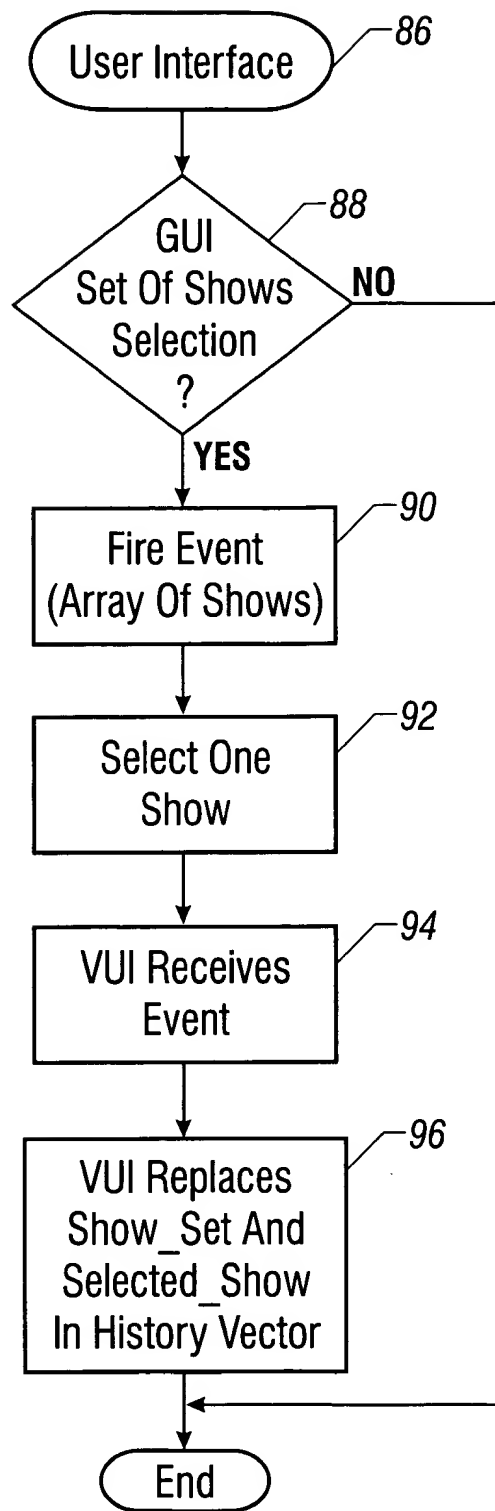 User Interface
86
GUI
Set Of Shows
Selection
?
88
NO
YES
Fire Event
(Array Of Shows)
90
Select One
Show
92
VUI Receives
Event
94
VUI Replaces
Show_Set And
Selected_Show
In History Vector
96
End